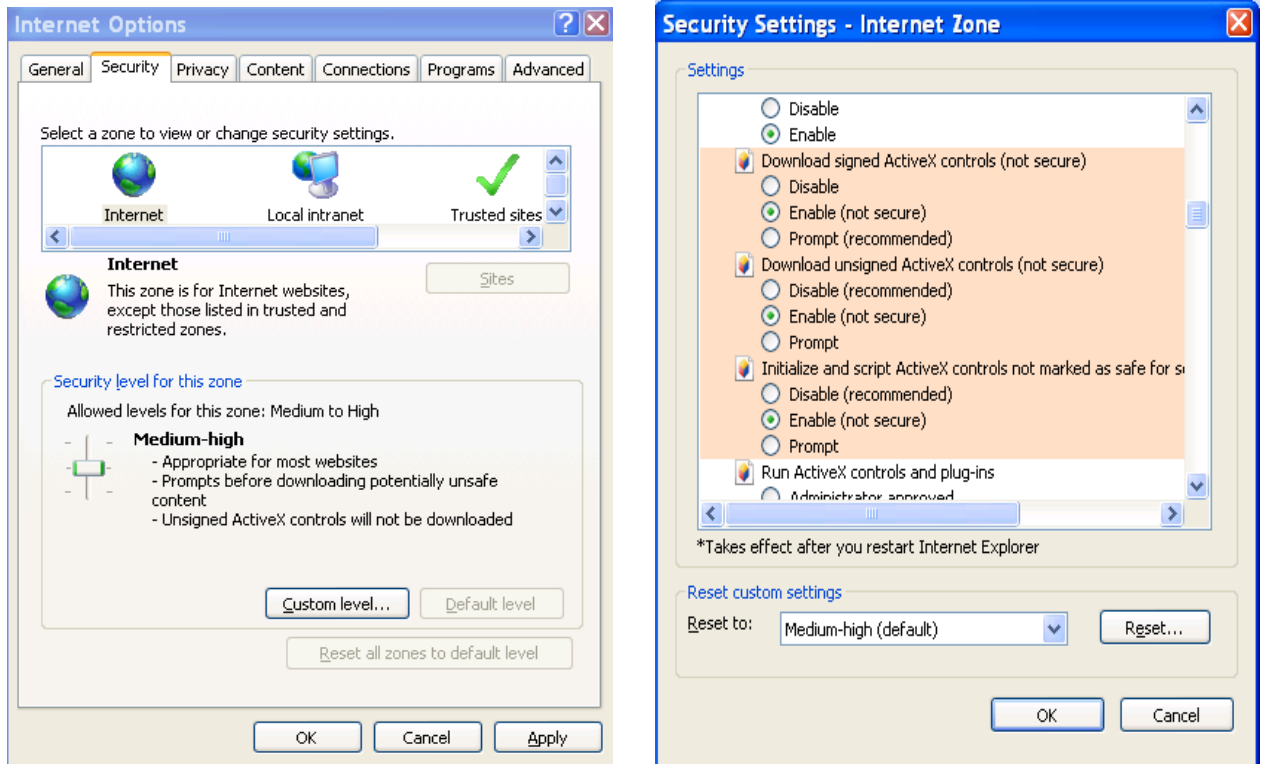 Internet Options
General Security Privacy Content Connections Programs Advanced
Select a zone to view or change security settings.
Internet Local intranet Trusted sites
Internet
This zone is for Internet websites,
except those listed in trusted and
restricted zones.
Sites
Security level for this zone
Allowed levels for this zone: Medium to High
Medium-high
- Appropriate for most websites
- Prompts before downloading potentially unsafe
content
- Unsigned ActiveX controls will not be downloaded
Custom level... Default level
Reset all zones to default level
OK Cancel Apply
Security Settings - Internet Zone
Settings
Disable
Enable
Download signed ActiveX controls (not secure)
Disable
Enable (not secure)
Prompt (recommended)
Download unsigned ActiveX controls (not secure)
Disable (recommended)
Enable (not secure)
Prompt
Initialize and script ActiveX controls not marked as safe for s
Disable (recommended)
Enable (not secure)
Prompt
Run ActiveX controls and plug-ins
Administrator approved
*Takes effect after you restart Internet Explorer
Reset custom settings
Reset to: Medium-high (default) Reset...
OK Cancel